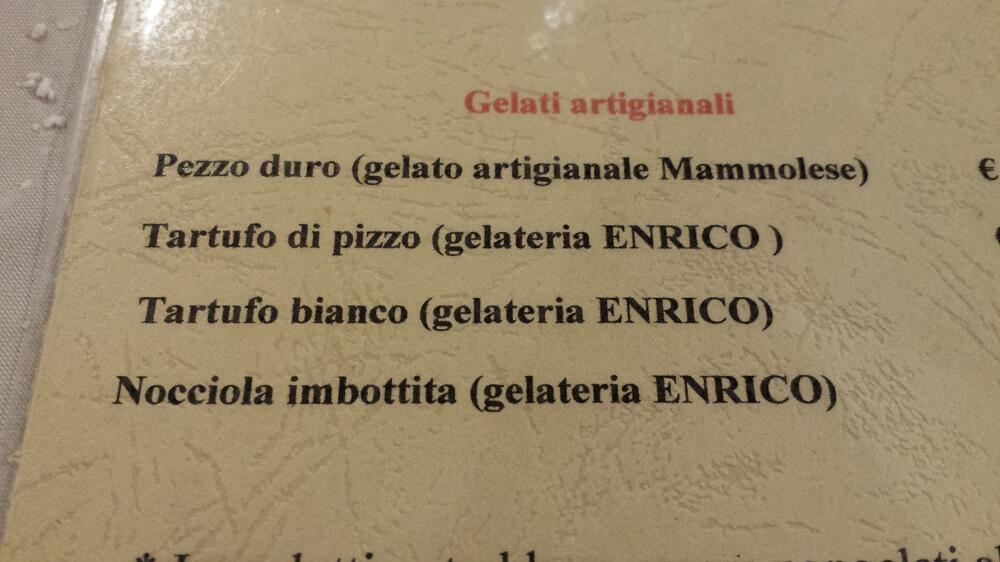 Gelati artigianali
Pezzo duro (gelato artigianale Mammolese) €
Tartufo di pizzo (gelateria ENRICO )
Tartufo bianco (gelateria ENRICO)
Nocciola imbottita (gelateria ENRICO)